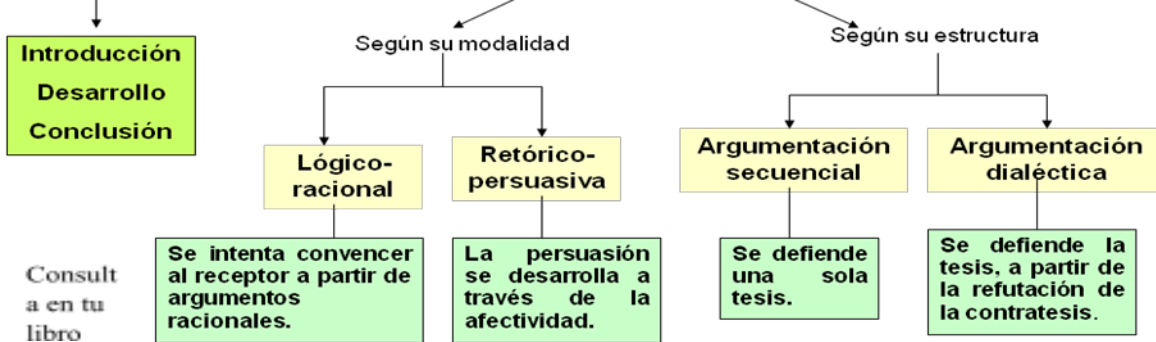 Introducción
Desarrollo
Conclusión
Según su modalidad
Según su estructura
Lógico-
racional
Retórico-
persuasiva
Argumentación
secuencial
Argumentación
dialéctica
Se intenta convencer
al receptor a partir de
argumentos
racionales.
La persuasión
se desarrolla a
través de la
afectividad.
Se defiende
una sola
tesis.
Se defiende la
tesis, a partir de
la refutación de
la contratesis.
Consult
a en tu
libro